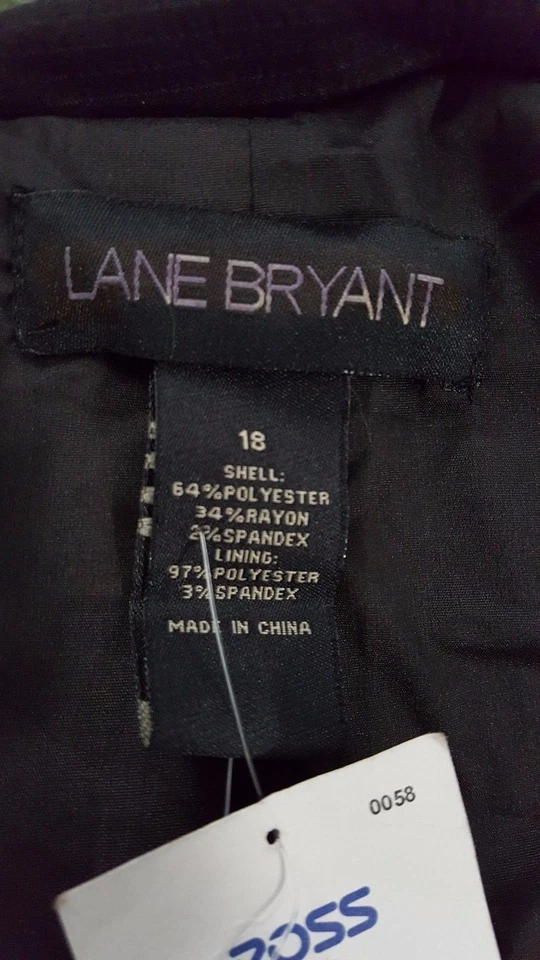 LANE BRYANT
18
SHELL:
64%POLYESTER
34%RAYON
2%SPANDEX
LINING:
97%POLYESTER
3%SPANDEX
MADE IN CHINA
0058
ROSS